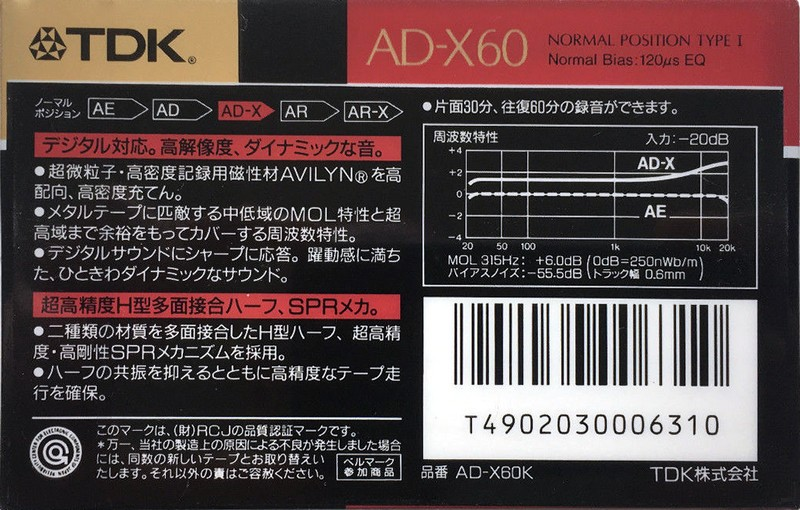 TDK®
AD-X60
NORMAL POSITION TYPE I
Normal Bias:120μs EQ
ノーマル
ポジション
AE
AD
AD-X
AR
AR-X
デジタル対応。高解像度、ダイナミックな音。
●超微粒子・高密度記録用磁性材AVILYN®を高
配向、高密度充てん。
●メタルテープに匹敵する中低域のMOL特性と超
高域まで余裕をもってカバーする周波数特性。
●デジタルサウンドにシャープに応答。躍動感に満ち
た、ひときわダイナミックなサウンド。
超高精度H型多面接合ハーフ、SPRメカ。
●二種類の材質を多面接合したH型ハーフ、超高精
度・高剛性SPRメカニズムを採用。
●ハーフの共振を抑えるとともに高精度なテープ走
行を確保。
このマークは、(財)RCJの品質認証マークです。
*万一、当社の製造上の原因による不良が発生しました場合
には、同数の新しいテープとお取り替えい
たします。それ以外の責はご容赦ください。
ベルマーク
参加商品
●片面30分、往復60分の録音ができます。
周波数特性
入力:-20dB
+4
+2
0
-2
-4
AD-X
AE
20 50 100 1k 10k 20k
MOL 315Hz: +6.0dB (0dB=250nWb/m)
バイアスノイズ:-55.5dB (トラック幅 0.6mm)
T4902030006310
品番 AD-X60K
TDK株式会社